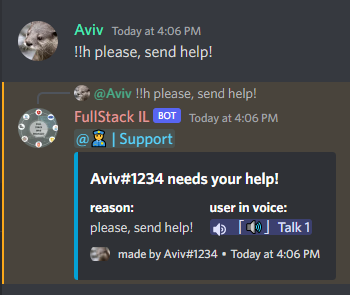 Aviv Today at 4:06 PM
!!h please, send help!
@Aviv !!h please, send help!
FullStack IL BOT Today at 4:06 PM
@👮 | Support
Aviv#1234 needs your help!
reason: user in voice:
please, send help! 🔊 「🔊」 Talk 1
made by Aviv#1234 • Today at 4:06 PM